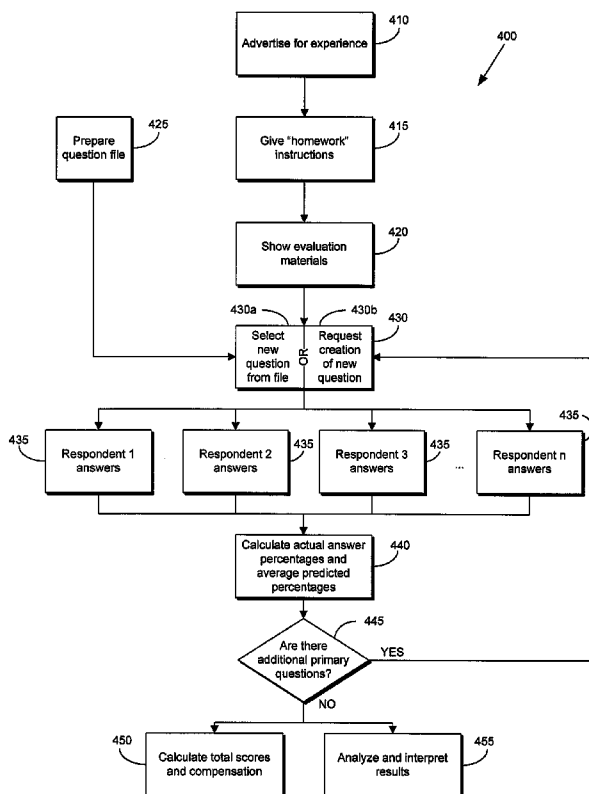 410
Advertise for experience
400
425
Prepare
question file
415
Give "homework"
instructions
420
Show evaluation
materials
430a
430b
430
Select
new
question
from file
OR
Request
creation
of new
question
435
Respondent 1
answers
Respondent 2
answers
435
Respondent 3
answers
435
...
Respondent n
answers
435
Calculate actual answer
percentages and
average predicted
percentages
440
445
Are there
additional primary
questions?
YES
NO
450
Calculate total scores
and compensation
Analyze and interpret
results
455